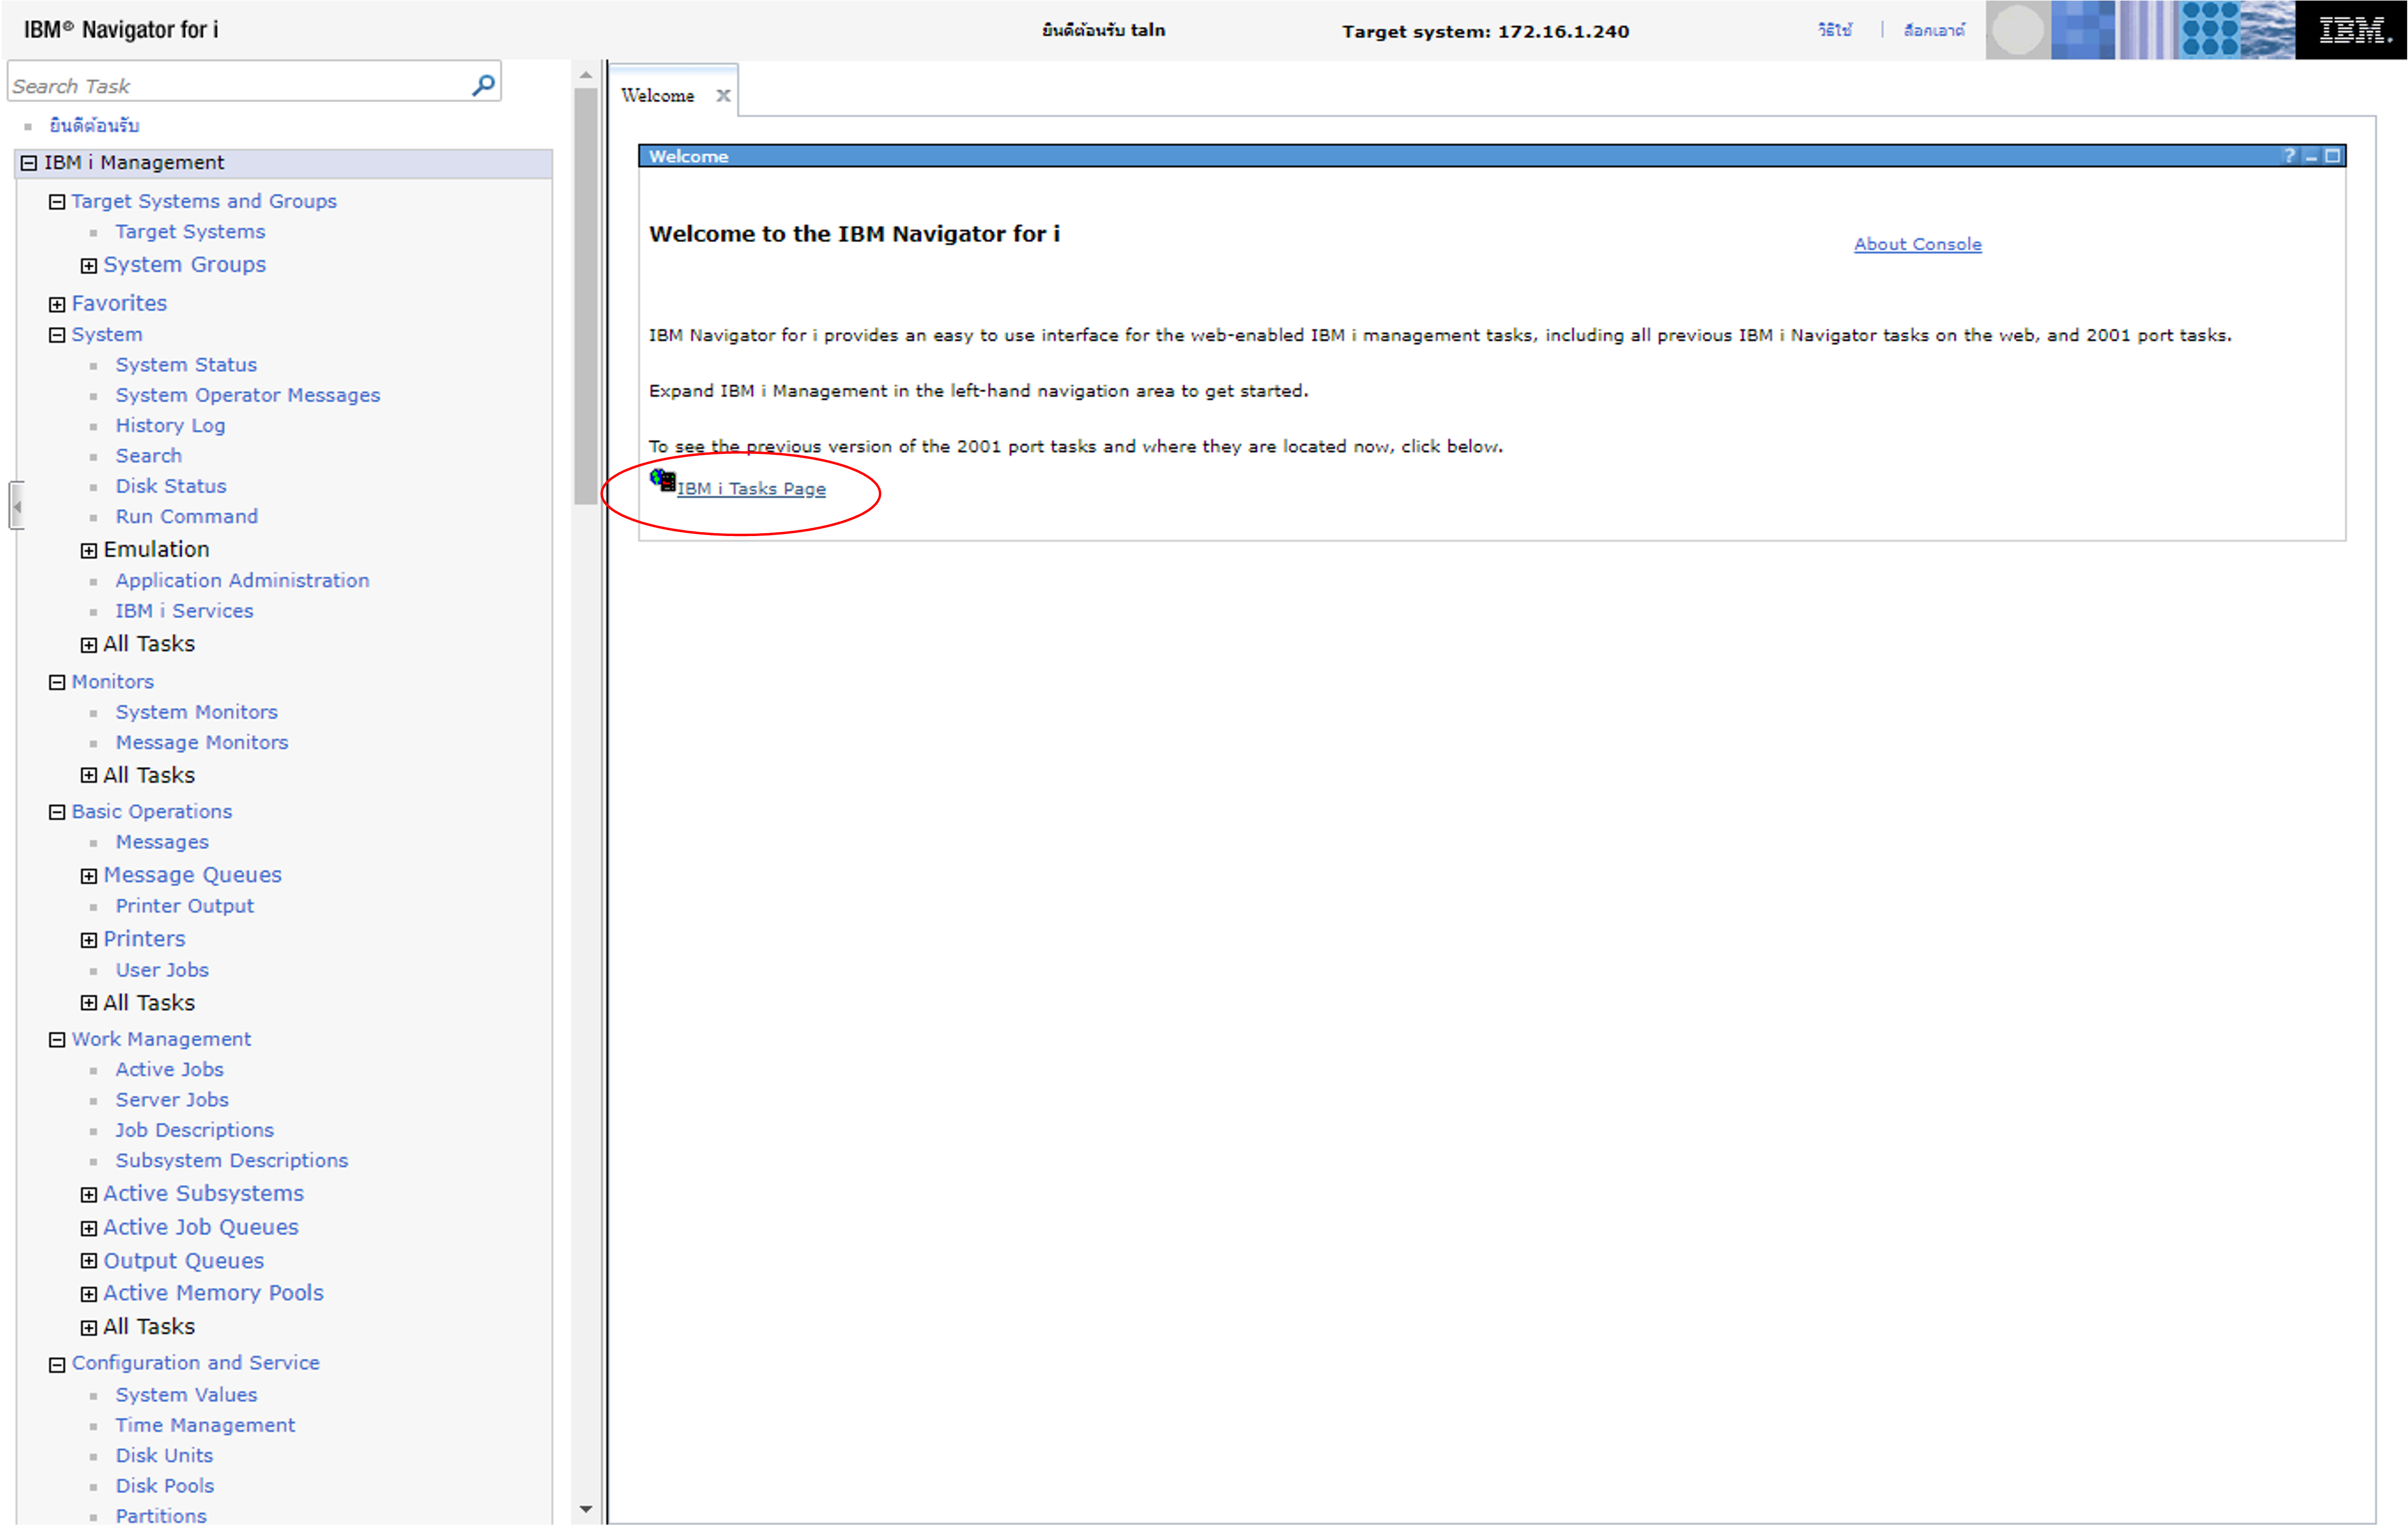 IBM® Navigator for i
ยินดีต้อนรับ taln
Target system: 172.16.1.240
วิธีใช้ | ล็อคเอาต์
IBM.
Search Task
ยินดีต้อนรับ
IBM i Management
Target Systems and Groups
Target Systems
System Groups
Favorites
System
System Status
System Operator Messages
History Log
Search
Disk Status
Run Command
Emulation
Application Administration
IBM i Services
All Tasks
Monitors
System Monitors
Message Monitors
All Tasks
Basic Operations
Messages
Message Queues
Printer Output
Printers
User Jobs
All Tasks
Work Management
Active Jobs
Server Jobs
Job Descriptions
Subsystem Descriptions
Active Subsystems
Active Job Queues
Output Queues
Active Memory Pools
All Tasks
Configuration and Service
System Values
Time Management
Disk Units
Disk Pools
Partitions
Welcome
Welcome
Welcome to the IBM Navigator for i
About Console
IBM Navigator for i provides an easy to use interface for the web-enabled IBM i management tasks, including all previous IBM i Navigator tasks on the web, and 2001 port tasks.
Expand IBM i Management in the left-hand navigation area to get started.
To see the previous version of the 2001 port tasks and where they are located now, click below.
IBM i Tasks Page